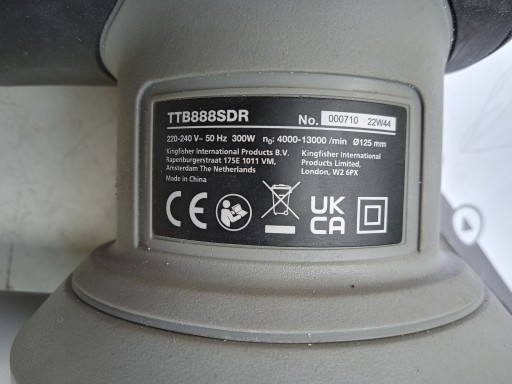 TTB888SDR No. 000710 22W44
220-240 V~ 50 Hz 300W n₀: 4000-13000 /min Ø125 mm
Kingfisher International Products B.V.
Rapenburgerstraat 175E 1011 VM,
Amsterdam The Netherlands
Made in China
Kingfisher International
Products Limited,
London, W2 6PX
CE
UK
CA